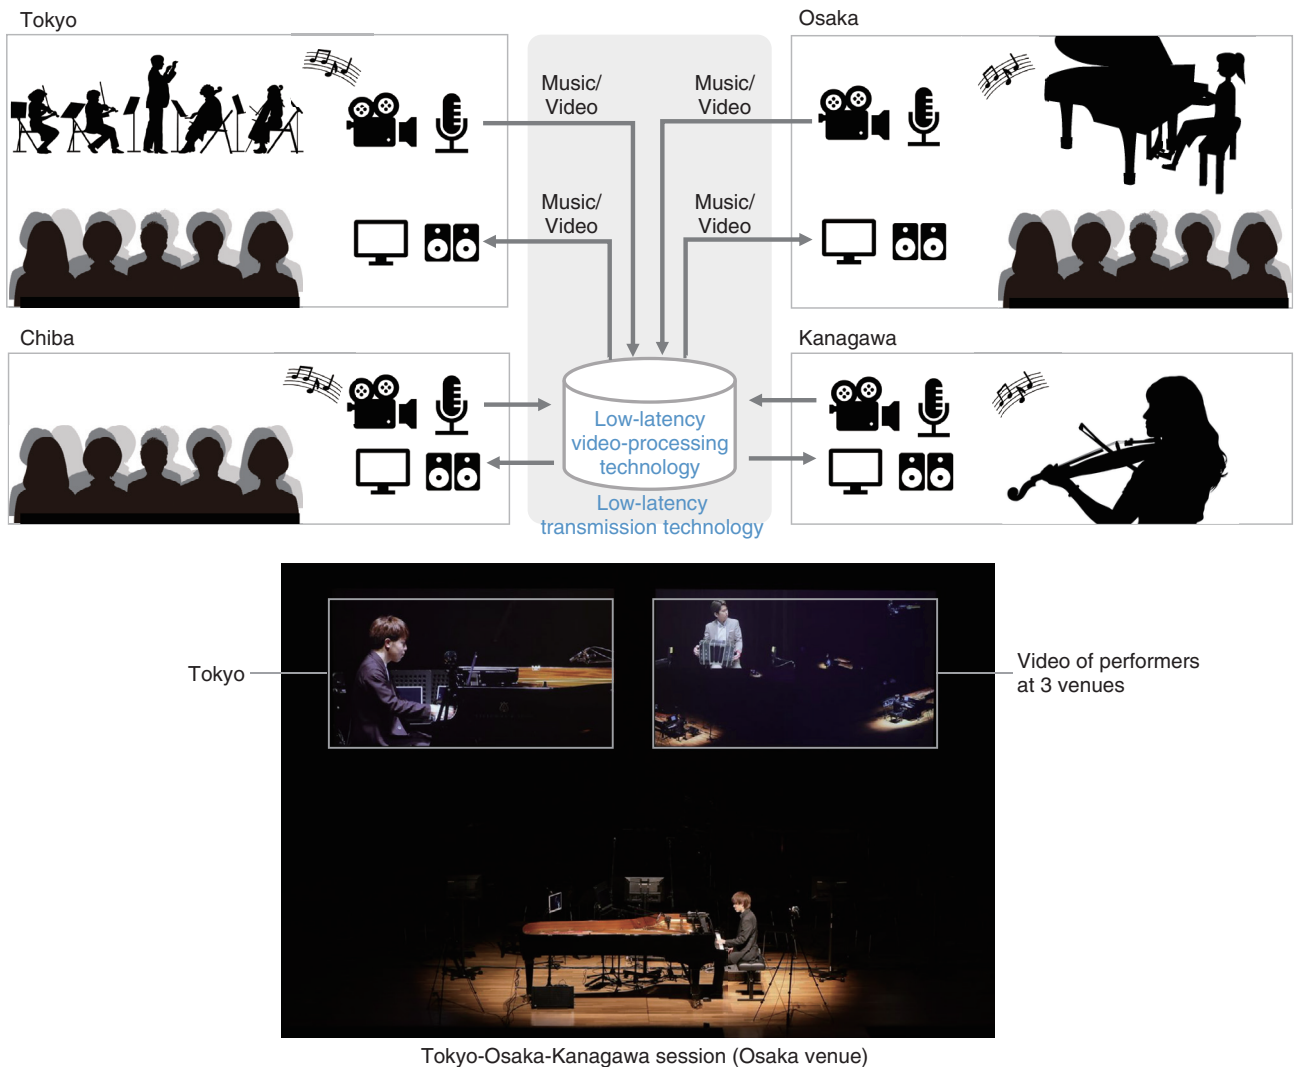 Tokyo
Osaka
Music/
Video
Music/
Video
Music/
Video
Music/
Video
Chiba
Kanagawa
Low-latency
video-processing
technology
Low-latency
transmission technology
Tokyo
Video of performers
at 3 venues
Tokyo-Osaka-Kanagawa session (Osaka venue)